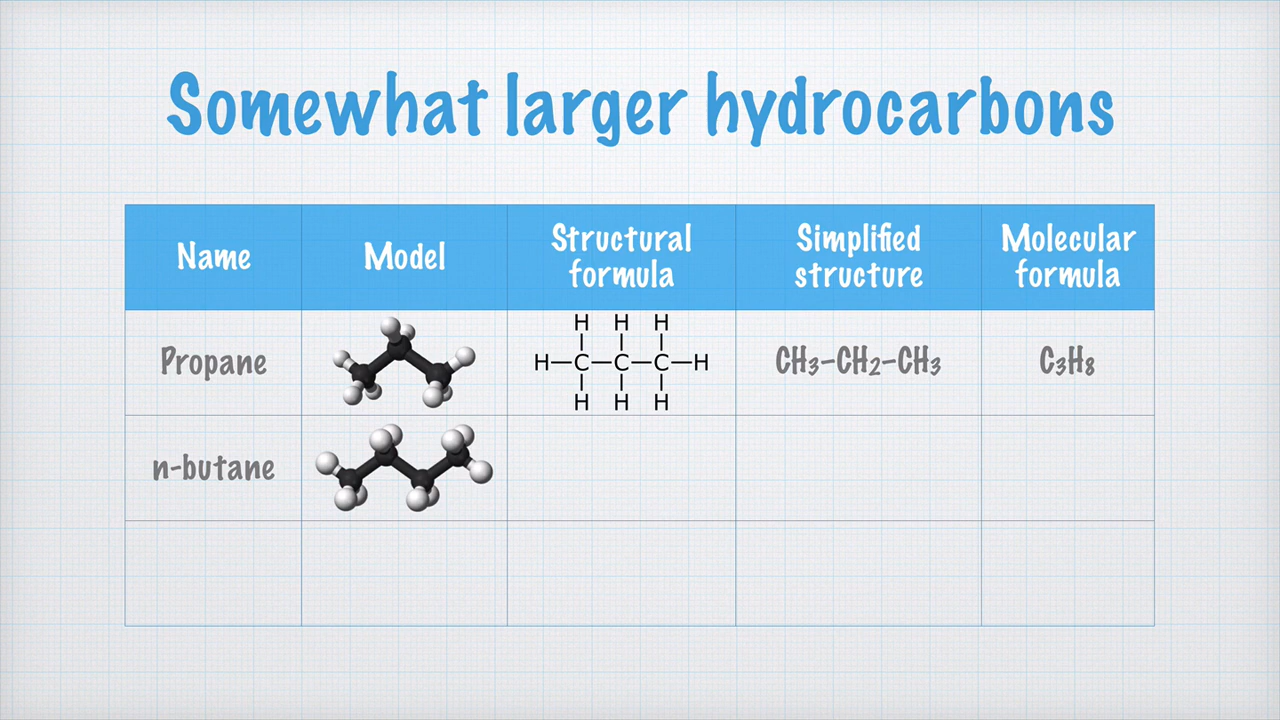 Somewhat larger hydrocarbons
Name Model Structural formula Simplified structure Molecular formula
H H H
Propane H–C–C–C–H CH₃–CH₂–CH₃ C₃H₈
H H H
n-butane